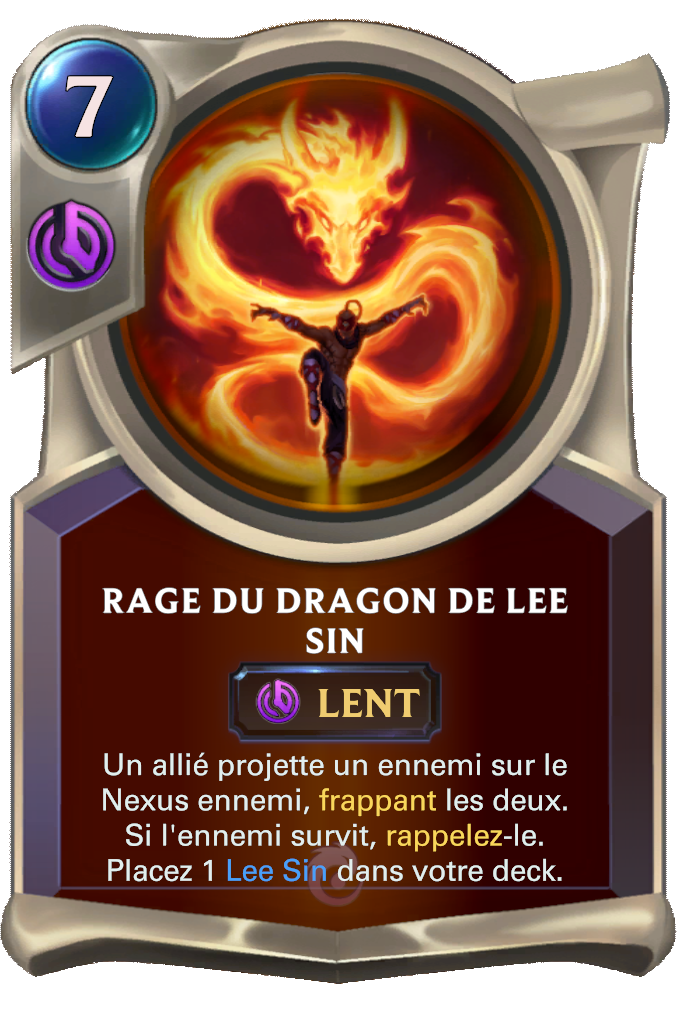 7
RAGE DU DRAGON DE LEE
SIN
LENT
Un allié projette un ennemi sur le
Nexus ennemi, frappant les deux.
Si l'ennemi survit, rappelez-le.
Placez 1 Lee Sin dans votre deck.